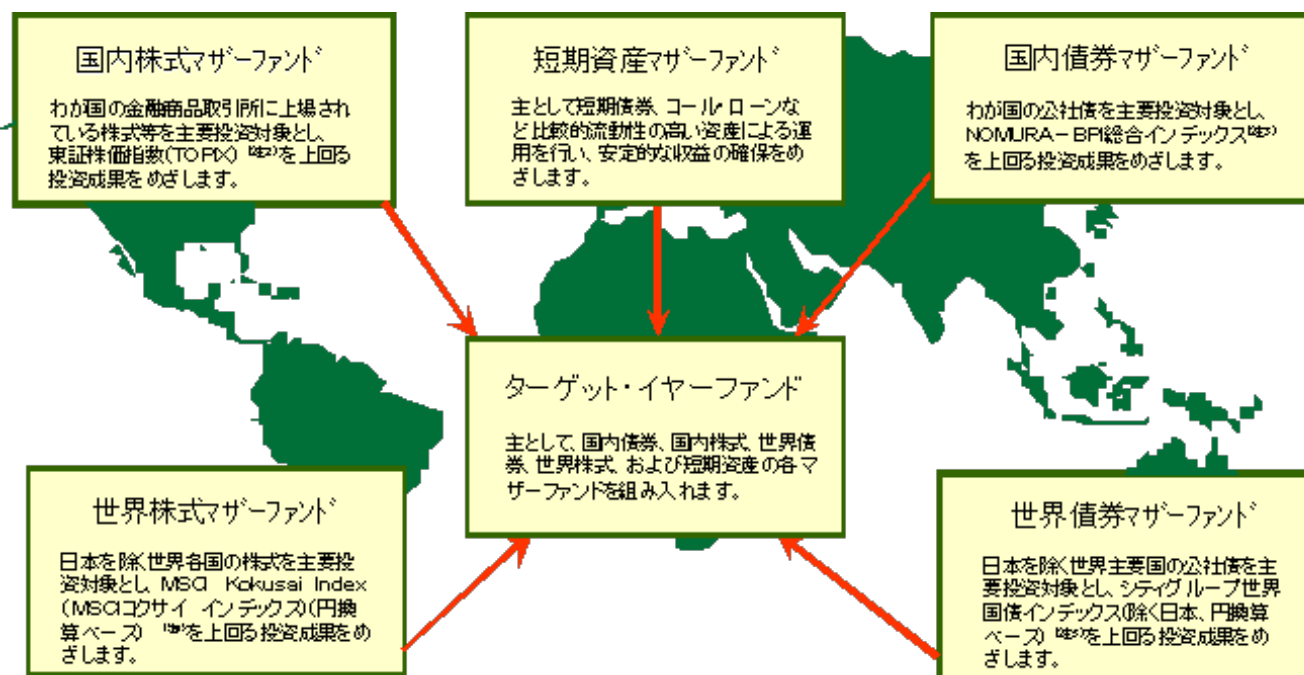 国内株式マザーファンド
わが国の金融商品取引所に上場され
ている株式等を主要投資対象とし、
東証株価指数(TOPIX) を上回る
投資成果をめざします。
短期資産マザーファンド
主として短期債券、コール・ローンな
ど比較的流動性の高い資産による運
用を行い、安定的な収益の確保をめ
ざします。
国内債券マザーファンド
わが国の公社債を主要投資対象とし、
NOMURA－BPI総合インデックス
を上回る投資成果をめざします。
ターゲット・イヤーファンド
主として、国内債券、国内株式、世界債
券、世界株式、および短期資産の各マ
ザーファンドを組み入れます。
世界株式マザーファンド
日本を除く世界各国の株式を主要投
資対象とし、MSCI Kokusai Index
（MSCIコクサイ インデックス）（円換
算ベース） を上回る投資成果をめ
ざします。
世界債券マザーファンド
日本を除く世界主要国の公社債を主
要投資対象とし、シティグループ世界
国債インデックス（除く日本、円換算
ベース） を上回る投資成果をめ
ざします。